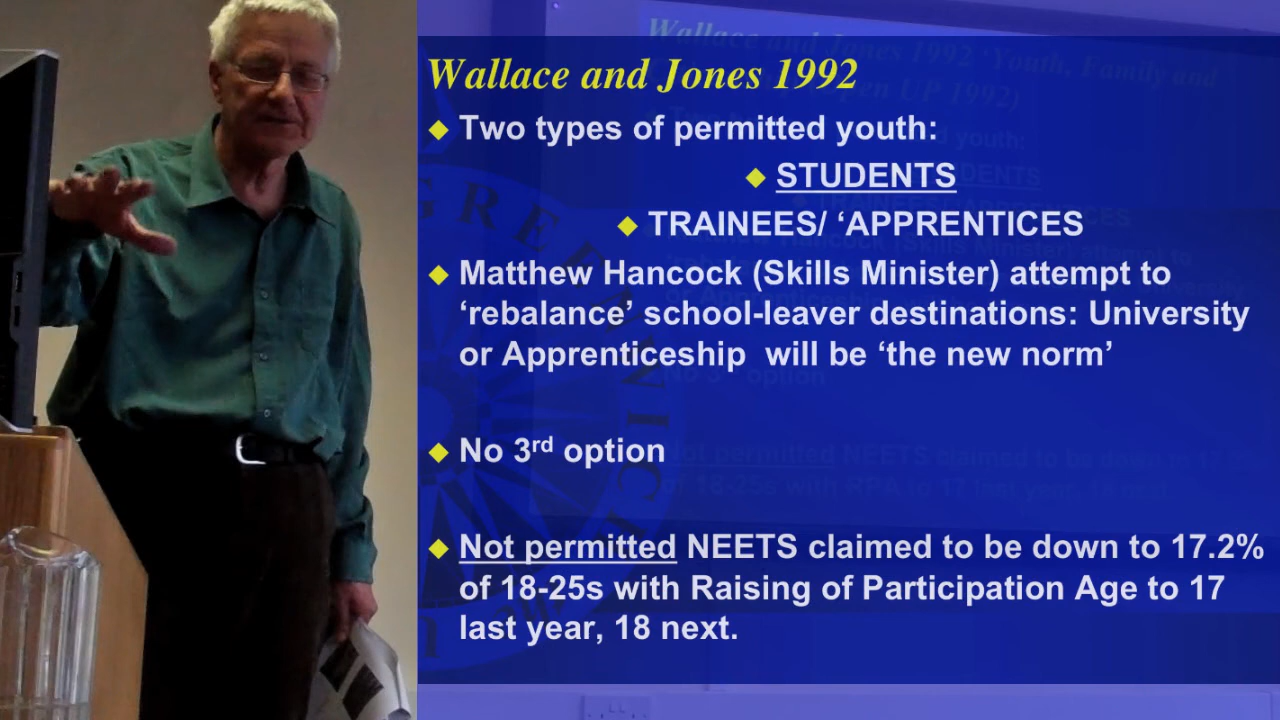 Wallace and Jones 1992
Two types of permitted youth:
STUDENTS
TRAINEES/ ‘APPRENTICES
Matthew Hancock (Skills Minister) attempt to
‘rebalance’ school-leaver destinations: University
or Apprenticeship will be ‘the new norm’
No 3rd option
Not permitted NEETS claimed to be down to 17.2%
of 18-25s with Raising of Participation Age to 17
last year, 18 next.